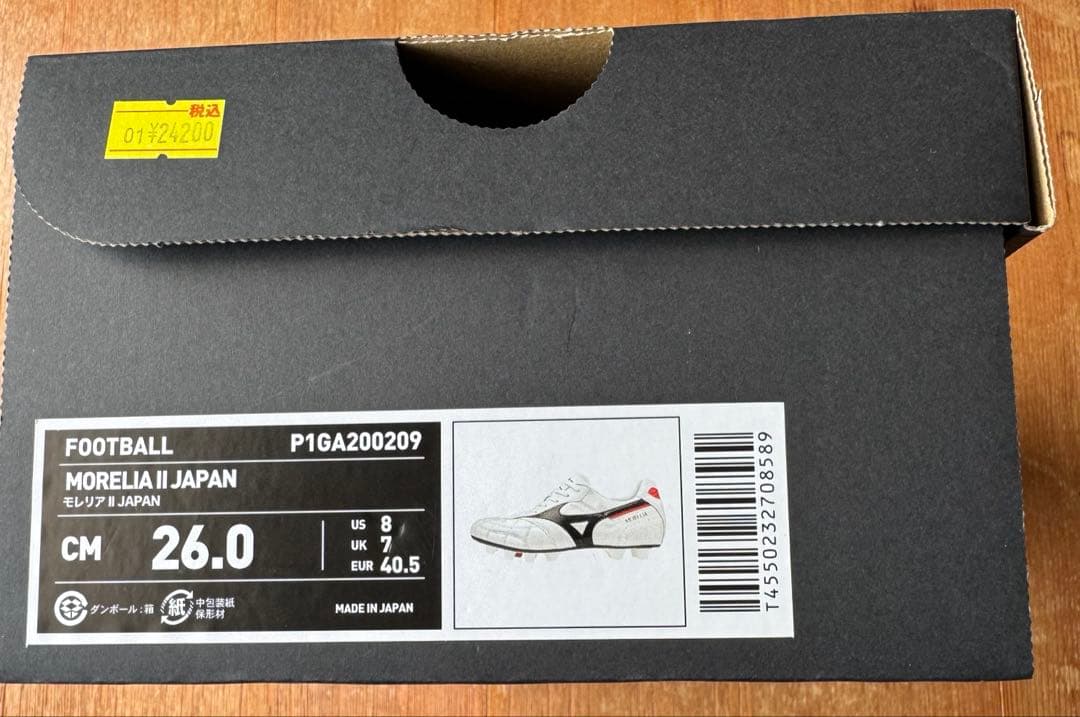 税込
01 ¥24200
FOOTBALL P1GA200209
MORELIA II JAPAN
モレリア II JAPAN
CM 26.0
US 8
UK 7
EUR 40.5
ダンボール:箱
紙
中包装紙
保形材
MADE IN JAPAN
MORELIA
T4550232708589